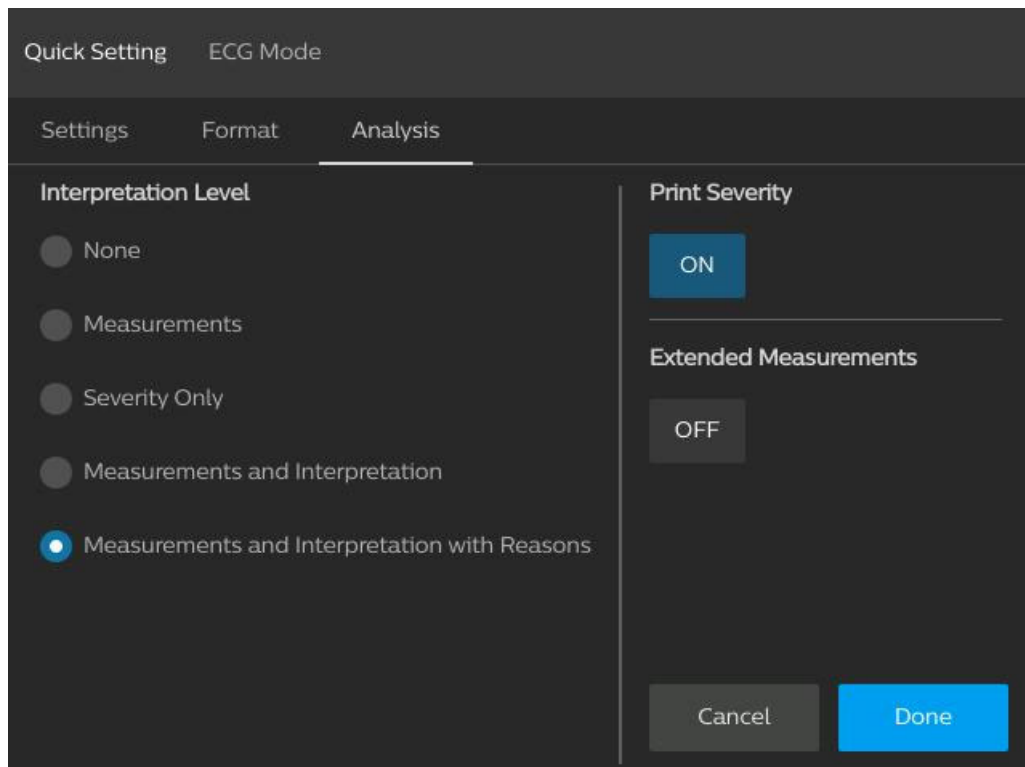 Quick Setting ECG Mode
Settings Format Analysis
Interpretation Level
None
Measurements
Severity Only
Measurements and Interpretation
Measurements and Interpretation with Reasons
Print Severity
ON
Extended Measurements
OFF
Cancel Done